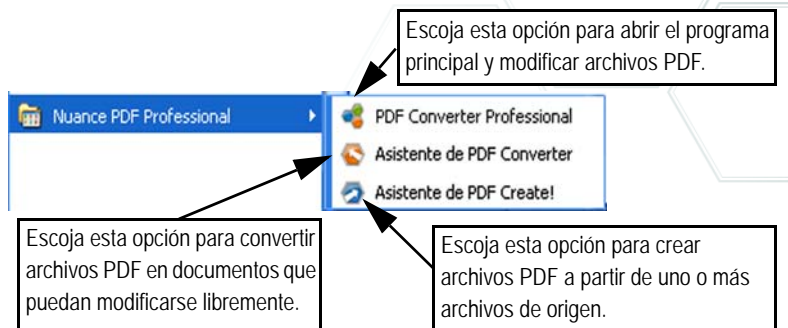 Escoja esta opción para abrir el programa
principal y modificar archivos PDF.
Nuance PDF Professional
PDF Converter Professional
Asistente de PDF Converter
Asistente de PDF Create!
Escoja esta opción para convertir
archivos PDF en documentos que
puedan modificarse libremente.
Escoja esta opción para crear
archivos PDF a partir de uno o más
archivos de origen.